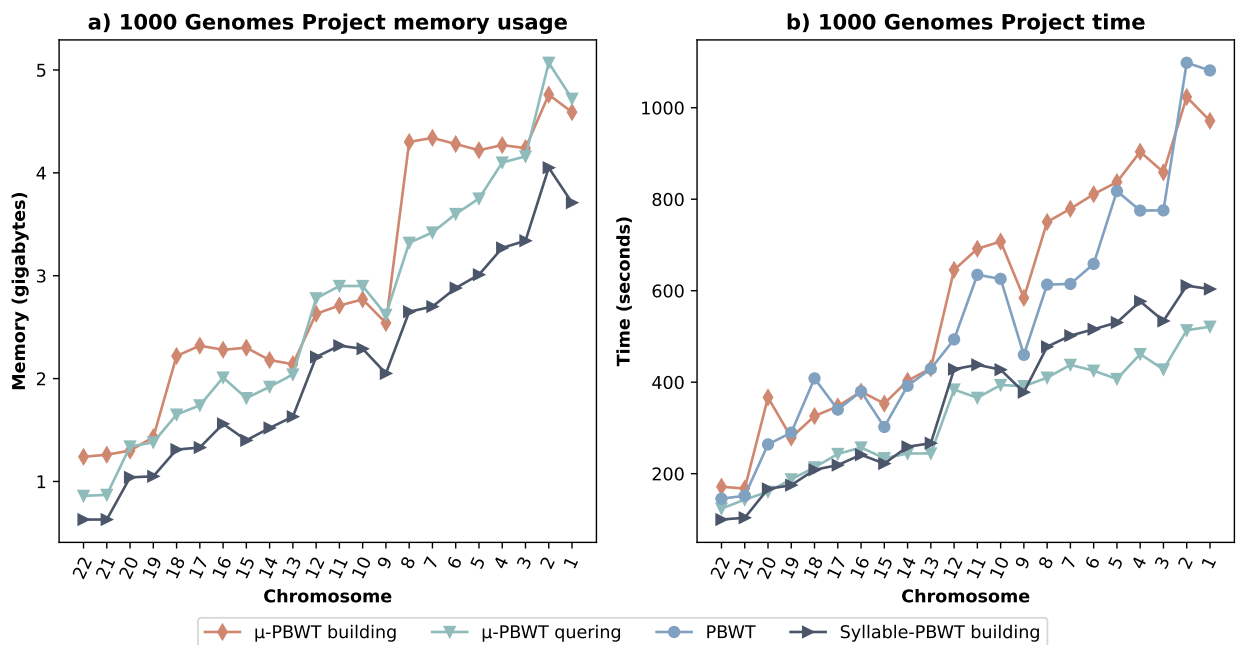 a) 1000 Genomes Project memory usage
Memory (gigabytes)
5
4
3
2
1
22 21 20 19 18 17 16 15 14 13 12 11 10 9 8 7 6 5 4 3 2 1
Chromosome
b) 1000 Genomes Project time
Time (seconds)
1000
800
600
400
200
22 21 20 19 18 17 16 15 14 13 12 11 10 9 8 7 6 5 4 3 2 1
Chromosome
μ-PBWT building μ-PBWT quering PBWT Syllable-PBWT building